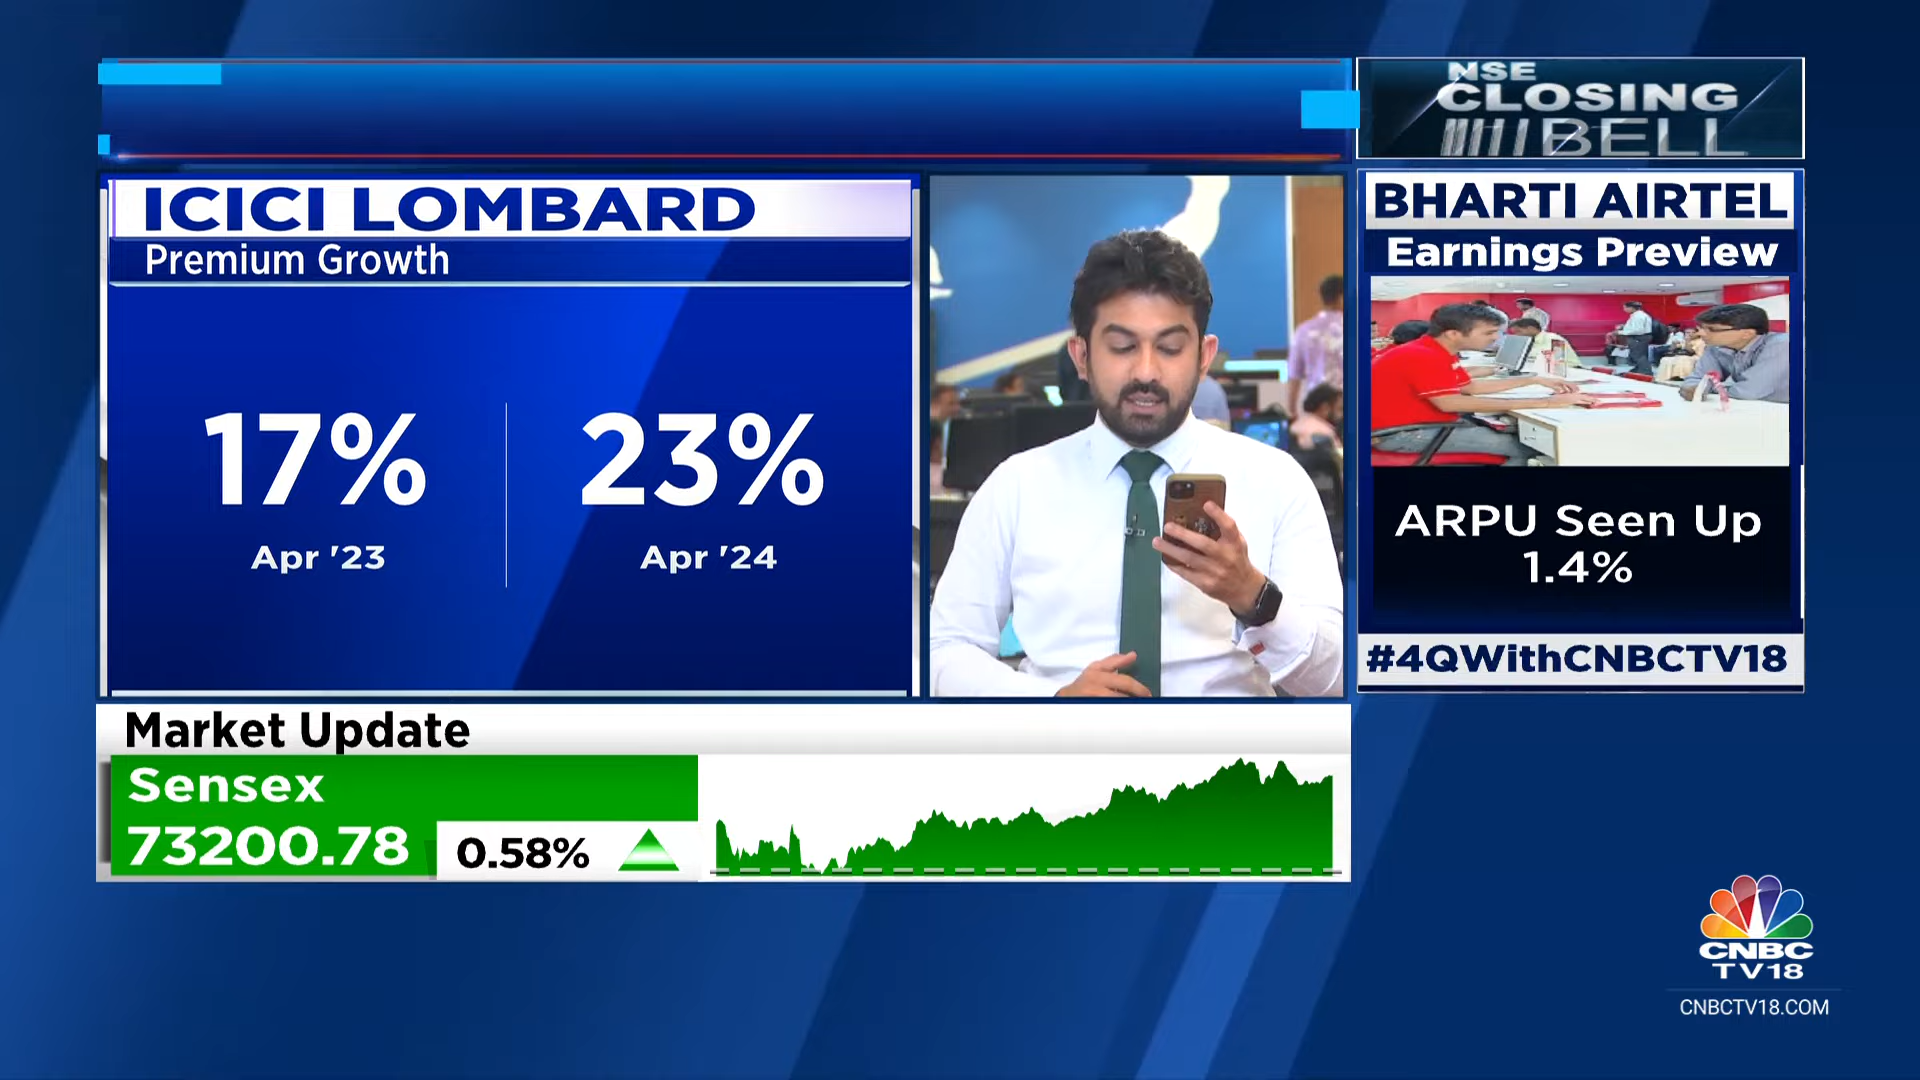 NSE
CLOSING
BELL
ICICI LOMBARD
Premium Growth
17%
Apr '23
23%
Apr '24
BHARTI AIRTEL
Earnings Preview
ARPU Seen Up
1.4%
#4QWithCNBCTV18
Market Update
Sensex
73200.78
0.58%
CNBC
TV18
CNBCTV18.COM